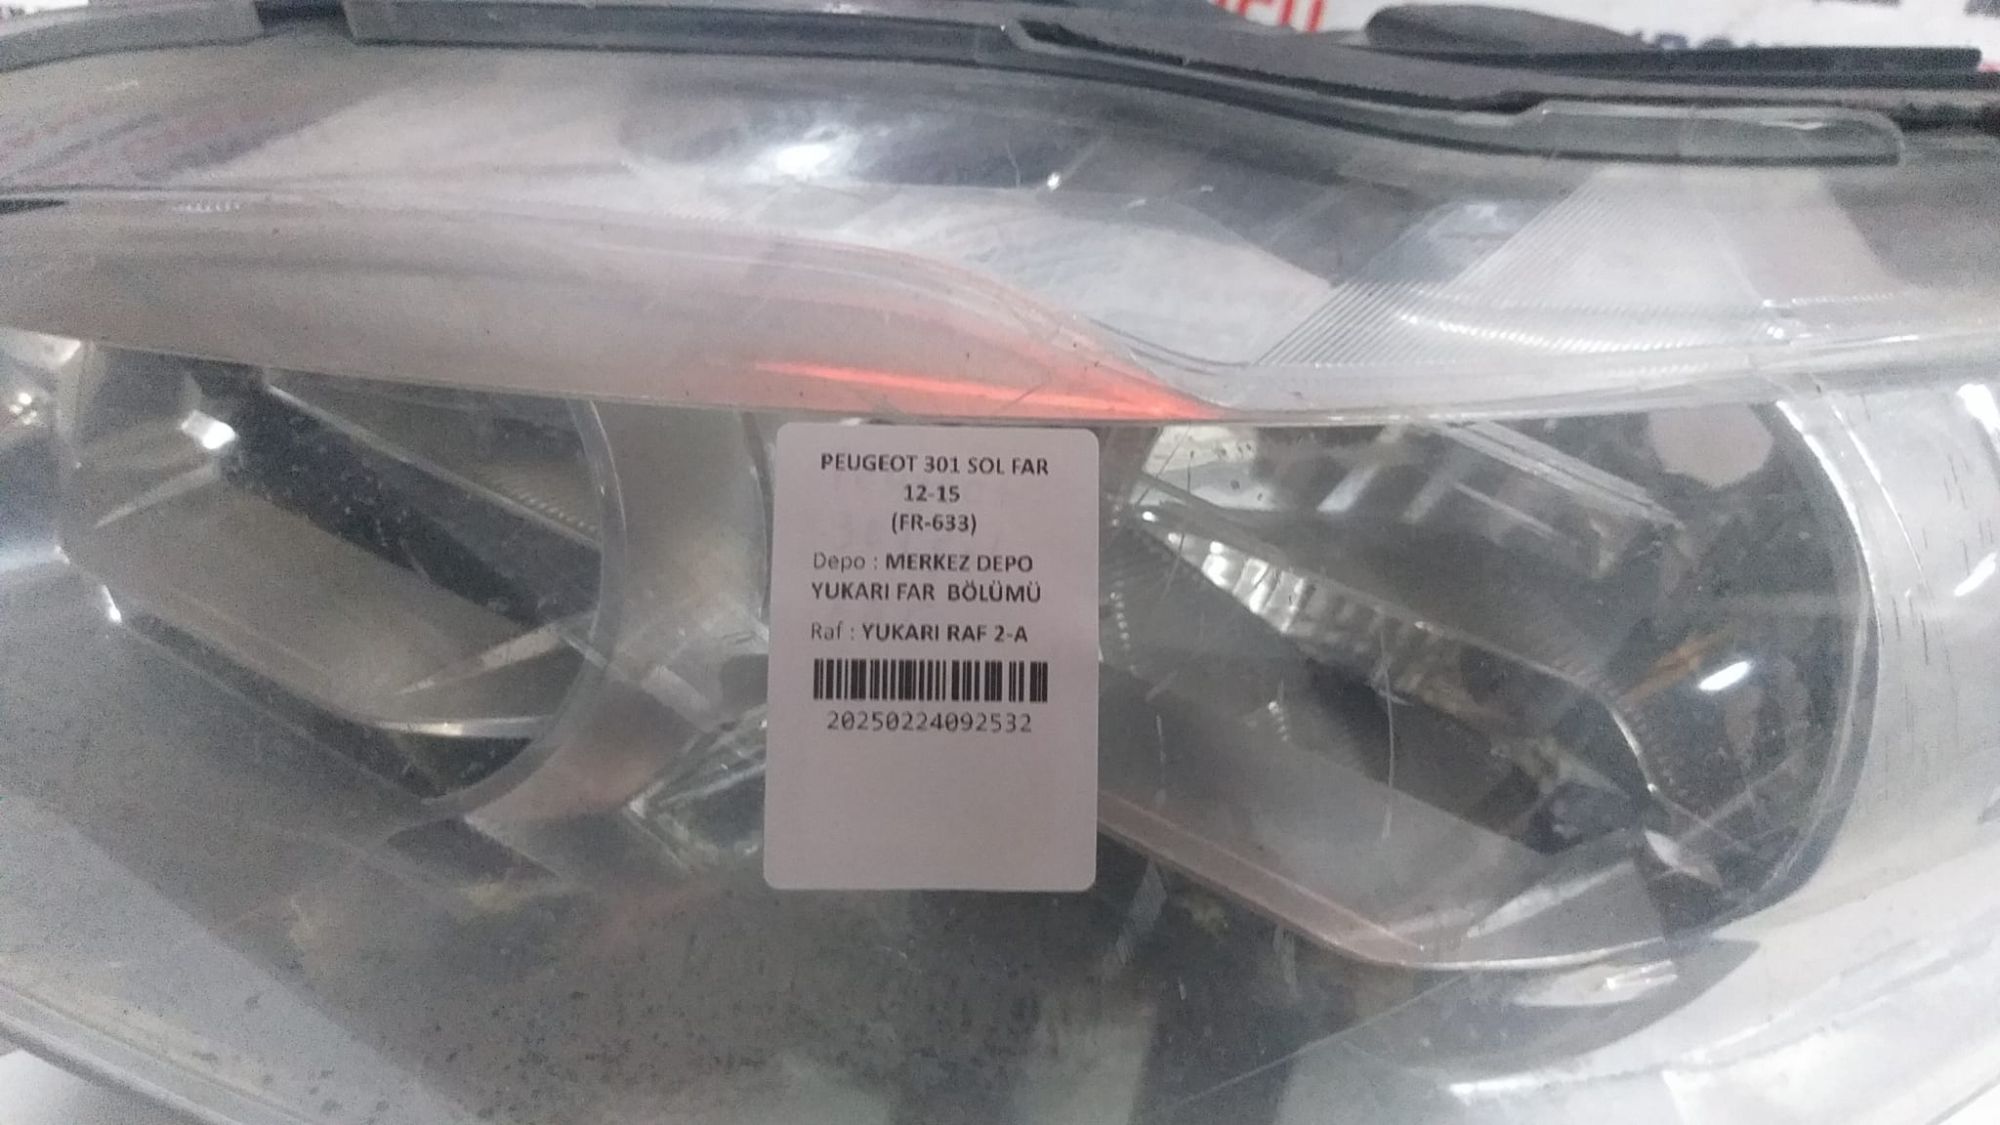 PEUGEOT 301 SOL FAR
12-15
(FR-633)
Depo : MERKEZ DEPO
YUKARI FAR BÖLÜMÜ
Raf : YUKARI RAF 2-A
20250224092532